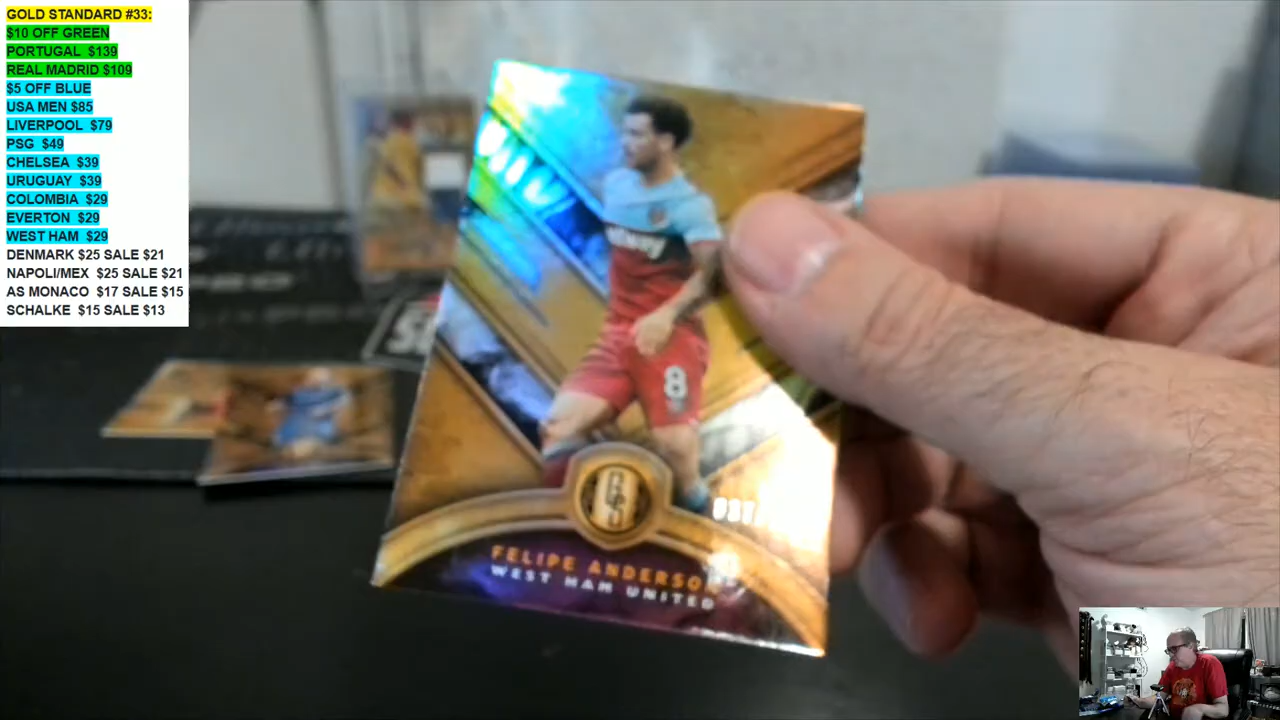 GOLD STANDARD #33:
$10 OFF GREEN
PORTUGAL $139
REAL MADRID $109
$5 OFF BLUE
USA MEN $85
LIVERPOOL $79
PSG $49
CHELSEA $39
URUGUAY $39
COLOMBIA $29
EVERTON $29
WEST HAM $29
DENMARK $25 SALE $21
NAPOLI/MEX $25 SALE $21
AS MONACO $17 SALE $15
SCHALKE $15 SALE $13
8
FELIPE ANDERSON
WEST HAM UNITED